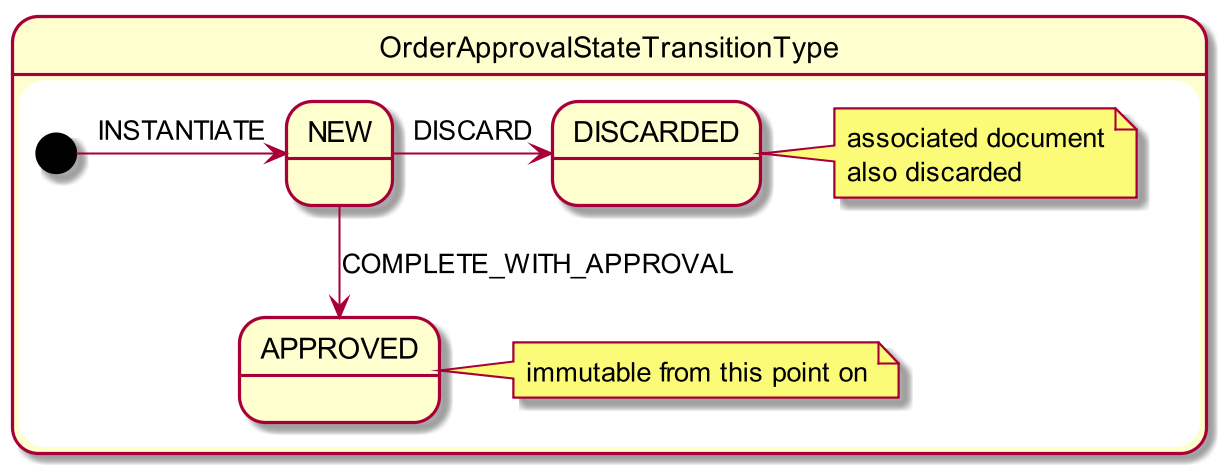 OrderApprovalStateTransitionType
INSTANTIATE
NEW
DISCARD
DISCARDED
associated document
also discarded
COMPLETE_WITH_APPROVAL
APPROVED
immutable from this point on